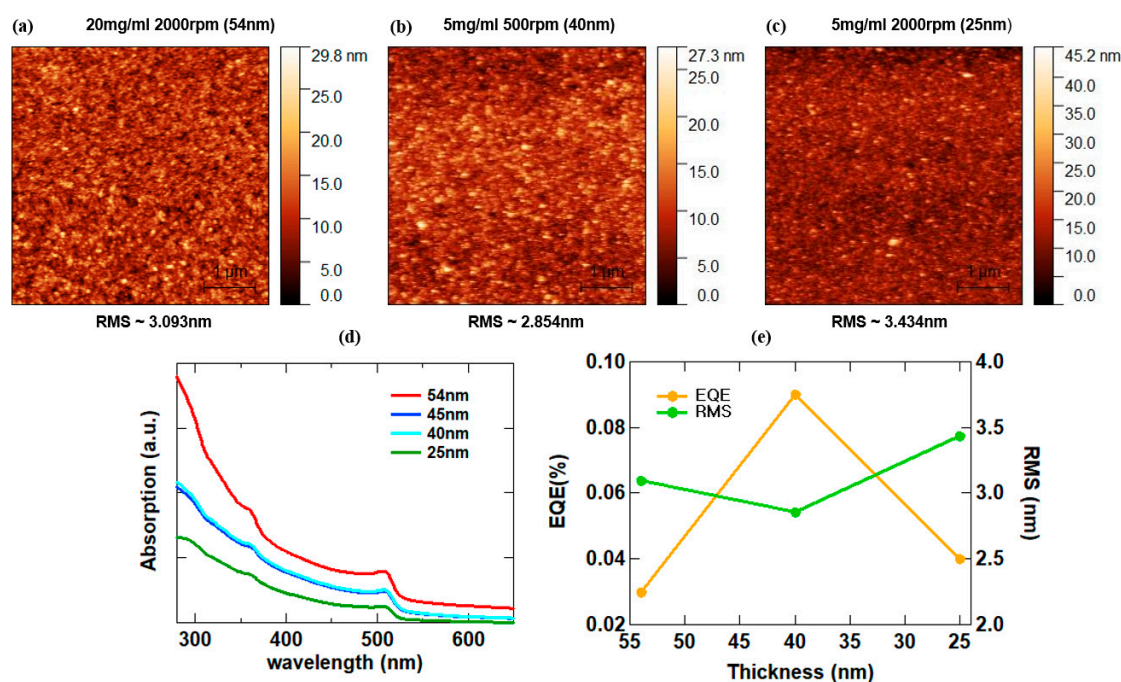 (a) 20mg/ml 2000rpm (54nm)
29.8 nm
25.0
20.0
15.0
10.0
5.0
0.0
1 µm
RMS ~ 3.093nm
(b) 5mg/ml 500rpm (40nm)
27.3 nm
25.0
20.0
15.0
10.0
5.0
0.0
1 µm
RMS ~ 2.854nm
(c) 5mg/ml 2000rpm (25nm)
45.2 nm
40.0
35.0
30.0
25.0
20.0
15.0
10.0
5.0
0.0
1 µm
RMS ~ 3.434nm
(d)
Absorption (a.u.)
54nm
45nm
40nm
25nm
300 400 500 600
wavelength (nm)
(e)
EQE(%)
0.10
0.08
0.06
0.04
0.02
EQE
RMS
4.0
3.5
3.0
2.5
2.0
RMS (nm)
55 50 45 40 35 30 25
Thickness (nm)